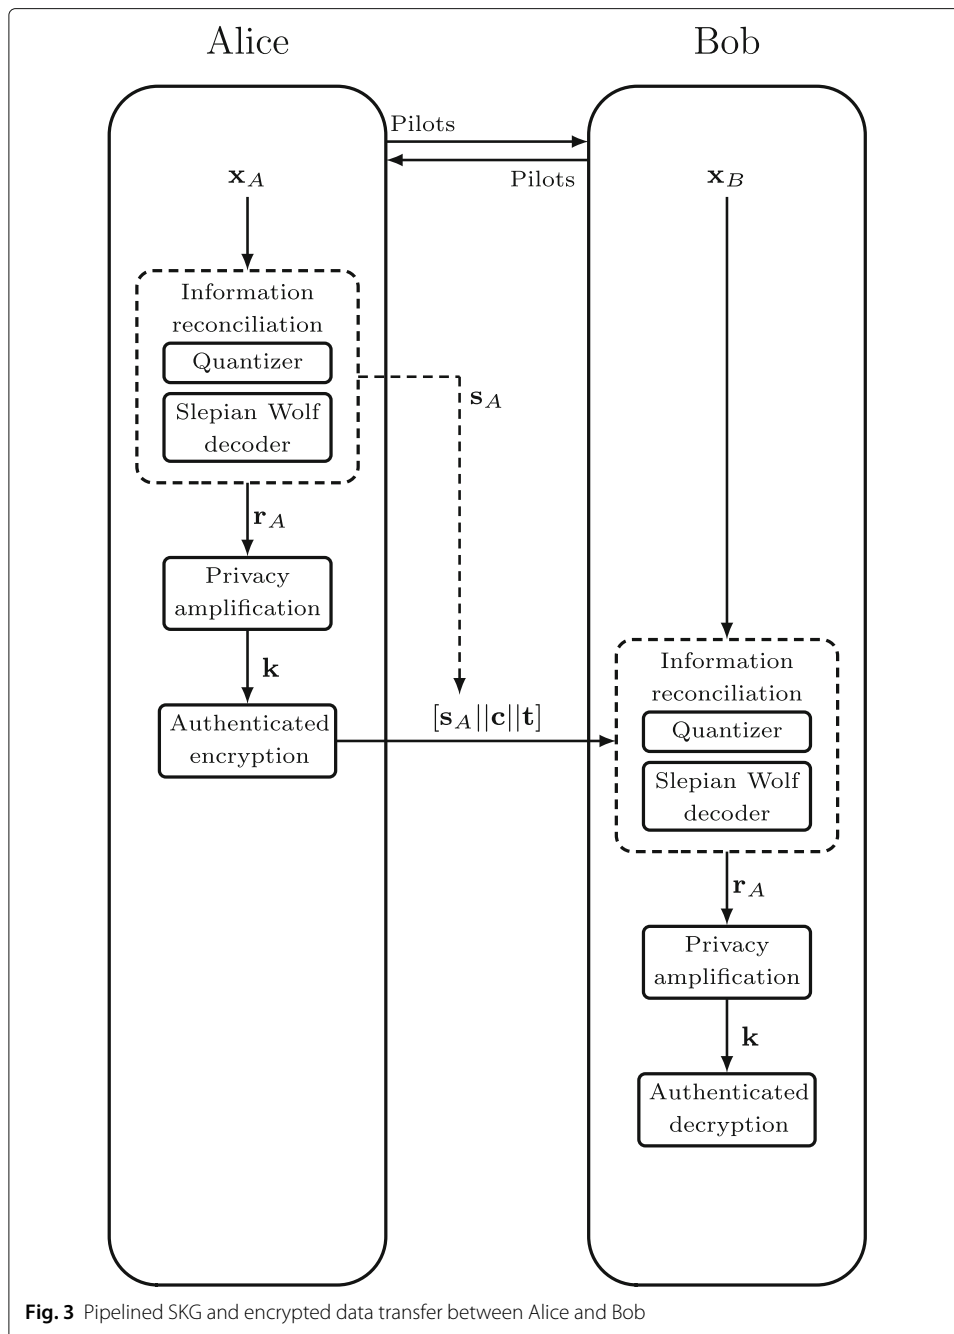 Alice
Bob
Pilots
Pilots
x_A
x_B
Information
reconciliation
Quantizer
Slepian Wolf
decoder
s_A
r_A
Privacy
amplification
k
Authenticated
encryption
[s_A||c||t]
Information
reconciliation
Quantizer
Slepian Wolf
decoder
r_A
Privacy
amplification
k
Authenticated
decryption
Fig. 3 Pipelined SKG and encrypted data transfer between Alice and Bob